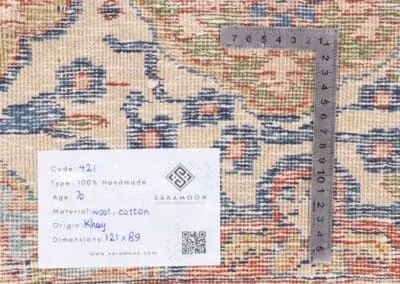 7 6 5 4 3 2 1
1 2 3 4 5 6 7 8 9 10 1 2 3 4 5
Code: 421
Type: 100% Handmade
Age: 70
Material: wool, cotton
Origin: Khoy
Dimensions: 121 x 89
SARAMOON
www.saramoon.com